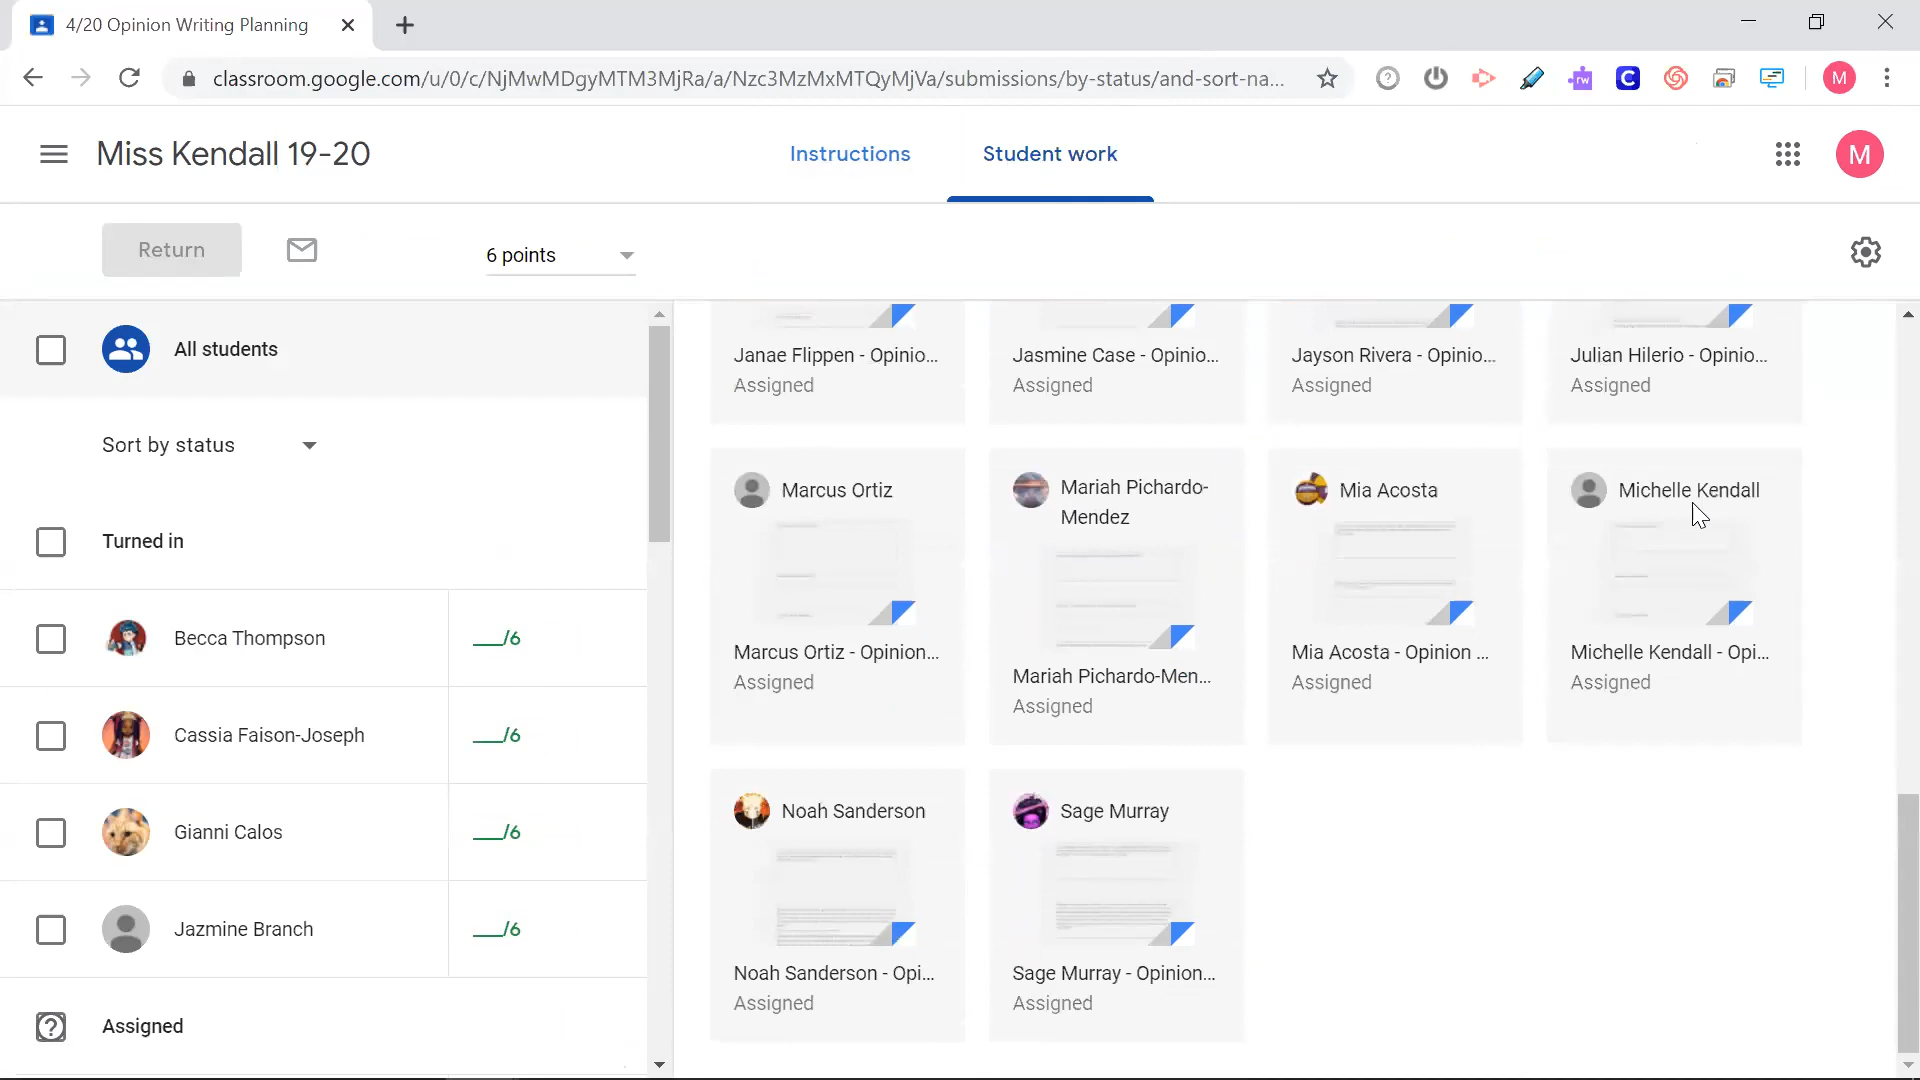 4/20 Opinion Writing Planning
classroom.google.com/u/0/c/NjMwMDgyMTM3MjRa/a/Nzc3MzMxMTQyMjVa/submissions/by-status/and-sort-na...
rw
C
M
Miss Kendall 19-20
Instructions
Student work
M
Return
6 points
All students
Sort by status
Turned in
Becca Thompson
___/6
Cassia Faison-Joseph
___/6
Gianni Calos
___/6
Jazmine Branch
___/6
Assigned
Janae Flippen - Opinio...
Assigned
Jasmine Case - Opinio...
Assigned
Jayson Rivera - Opinio...
Assigned
Julian Hilerio - Opinio...
Assigned
Marcus Ortiz
Marcus Ortiz - Opinion...
Assigned
Mariah Pichardo-
Mendez
Mariah Pichardo-Men...
Assigned
Mia Acosta
Mia Acosta - Opinion ...
Assigned
Michelle Kendall
Michelle Kendall - Opi...
Assigned
Noah Sanderson
Noah Sanderson - Opi...
Assigned
Sage Murray
Sage Murray - Opinion...
Assigned